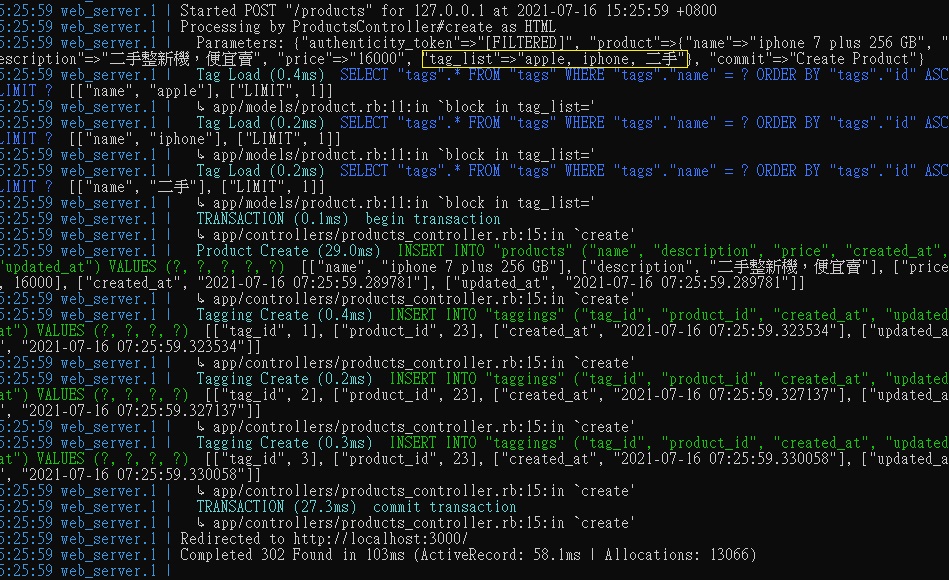 5:25:59 web_server.1 |   Started POST "/products" for 127.0.0.1 at 2021-07-16 15:25:59 +0800
5:25:59 web_server.1 |   Processing by ProductsController#create as HTML
5:25:59 web_server.1 |     Parameters: {"authenticity_token"=>"[FILTERED]", "product"=>{"name"=>"iphone 7 plus 256 GB", "
escription"=>"二手整新機，便宜賣", "price"=>"16000", "tag_list"=>"apple, iphone, 二手"}, "commit"=>"Create Product"}
5:25:59 web_server.1 |     Tag Load (0.4ms)  SELECT "tags".* FROM "tags" WHERE "tags"."name" = ? ORDER BY "tags"."id" ASC
LIMIT ?  [["name", "apple"], ["LIMIT", 1]]
5:25:59 web_server.1 |     ↳ app/models/product.rb:11:in `block in tag_list='
5:25:59 web_server.1 |     Tag Load (0.2ms)  SELECT "tags".* FROM "tags" WHERE "tags"."name" = ? ORDER BY "tags"."id" ASC
LIMIT ?  [["name", "iphone"], ["LIMIT", 1]]
5:25:59 web_server.1 |     ↳ app/models/product.rb:11:in `block in tag_list='
5:25:59 web_server.1 |     Tag Load (0.2ms)  SELECT "tags".* FROM "tags" WHERE "tags"."name" = ? ORDER BY "tags"."id" ASC
LIMIT ?  [["name", "二手"], ["LIMIT", 1]]
5:25:59 web_server.1 |     ↳ app/models/product.rb:11:in `block in tag_list='
5:25:59 web_server.1 |     TRANSACTION (0.1ms)  begin transaction
5:25:59 web_server.1 |     ↳ app/controllers/products_controller.rb:15:in `create'
5:25:59 web_server.1 |     Product Create (29.0ms)  INSERT INTO "products" ("name", "description", "price", "created_at",
"updated_at") VALUES (?, ?, ?, ?, ?)  [["name", "iphone 7 plus 256 GB"], ["description", "二手整新機，便宜賣"], ["price
, 16000], ["created_at", "2021-07-16 07:25:59.289781"], ["updated_at", "2021-07-16 07:25:59.289781"]]
5:25:59 web_server.1 |     ↳ app/controllers/products_controller.rb:15:in `create'
5:25:59 web_server.1 |     Tagging Create (0.4ms)  INSERT INTO "taggings" ("tag_id", "product_id", "created_at", "updated
at") VALUES (?, ?, ?, ?)  [["tag_id", 1], ["product_id", 23], ["created_at", "2021-07-16 07:25:59.323534"], ["updated_a
", "2021-07-16 07:25:59.323534"]]
5:25:59 web_server.1 |     ↳ app/controllers/products_controller.rb:15:in `create'
5:25:59 web_server.1 |     Tagging Create (0.2ms)  INSERT INTO "taggings" ("tag_id", "product_id", "created_at", "updated
at") VALUES (?, ?, ?, ?)  [["tag_id", 2], ["product_id", 23], ["created_at", "2021-07-16 07:25:59.327137"], ["updated_a
", "2021-07-16 07:25:59.327137"]]
5:25:59 web_server.1 |     ↳ app/controllers/products_controller.rb:15:in `create'
5:25:59 web_server.1 |     Tagging Create (0.3ms)  INSERT INTO "taggings" ("tag_id", "product_id", "created_at", "updated
at") VALUES (?, ?, ?, ?)  [["tag_id", 3], ["product_id", 23], ["created_at", "2021-07-16 07:25:59.330058"], ["updated_a
", "2021-07-16 07:25:59.330058"]]
5:25:59 web_server.1 |     ↳ app/controllers/products_controller.rb:15:in `create'
5:25:59 web_server.1 |     TRANSACTION (27.3ms)  commit transaction
5:25:59 web_server.1 |     ↳ app/controllers/products_controller.rb:15:in `create'
5:25:59 web_server.1 |   Redirected to http://localhost:3000/
5:25:59 web_server.1 |   Completed 302 Found in 103ms (ActiveRecord: 58.1ms | Allocations: 13066)
5:25:59 web_server.1 |